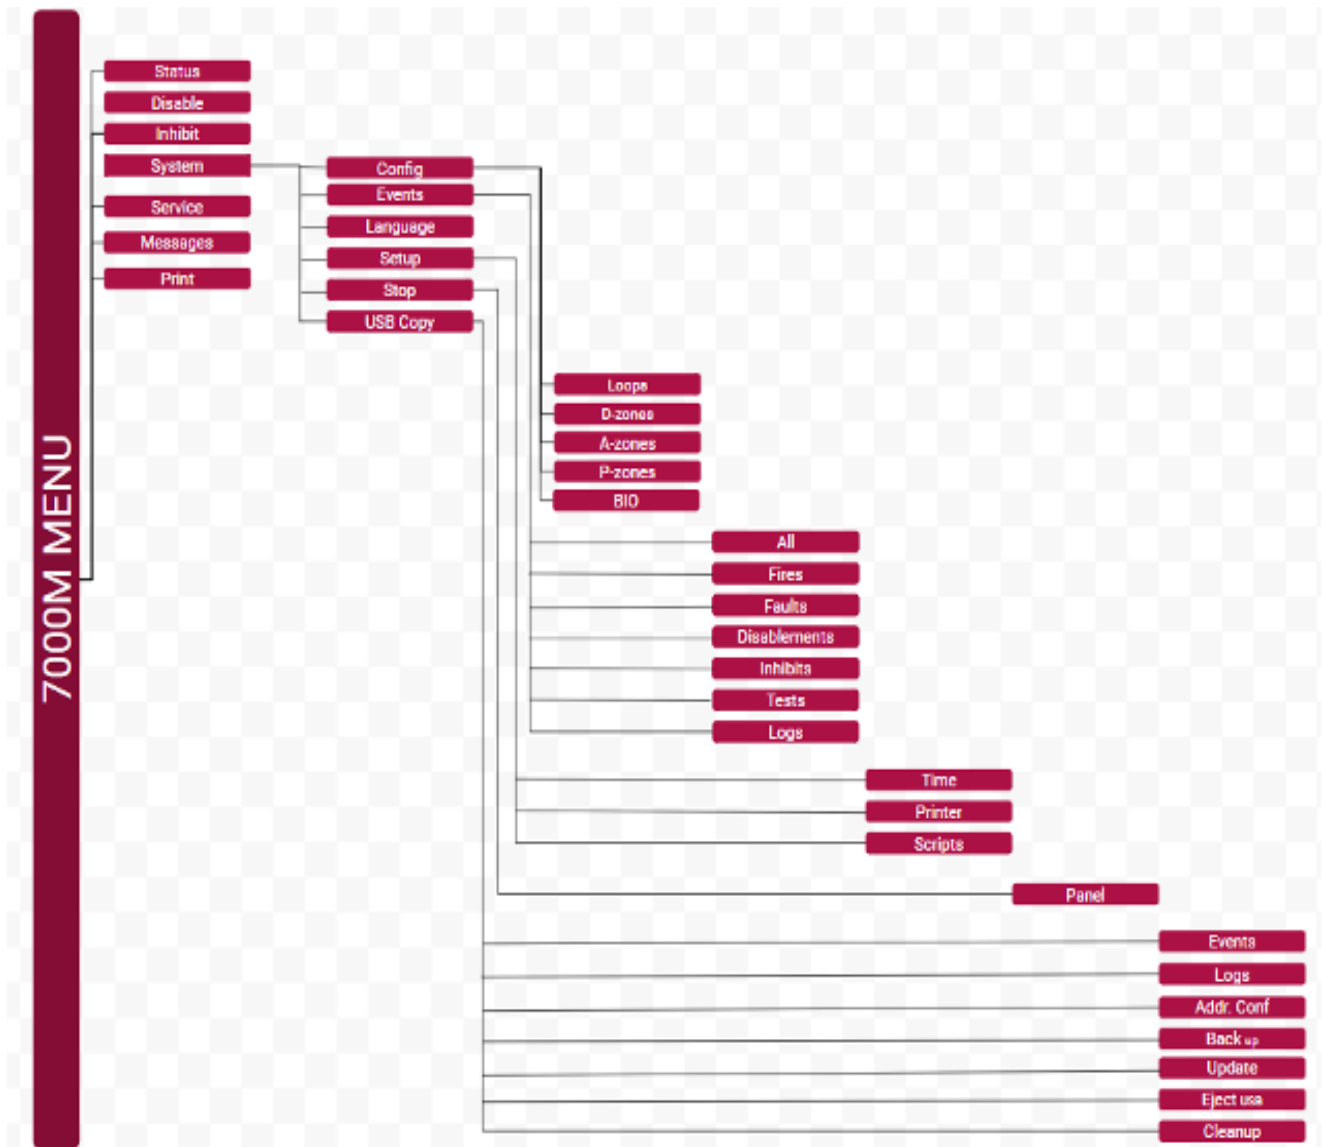 7000M MENU
Status
Disable
Inhibit
System
Service
Messages
Print
Config
Events
Language
Setup
Stop
USB Copy
Loops
D-zones
A-zones
P-zones
BIO
All
Fires
Faults
Disablements
Inhibits
Tests
Logs
Time
Printer
Scripts
Panel
Events
Logs
Addr. Conf
Back up
Update
Eject usa
Cleanup